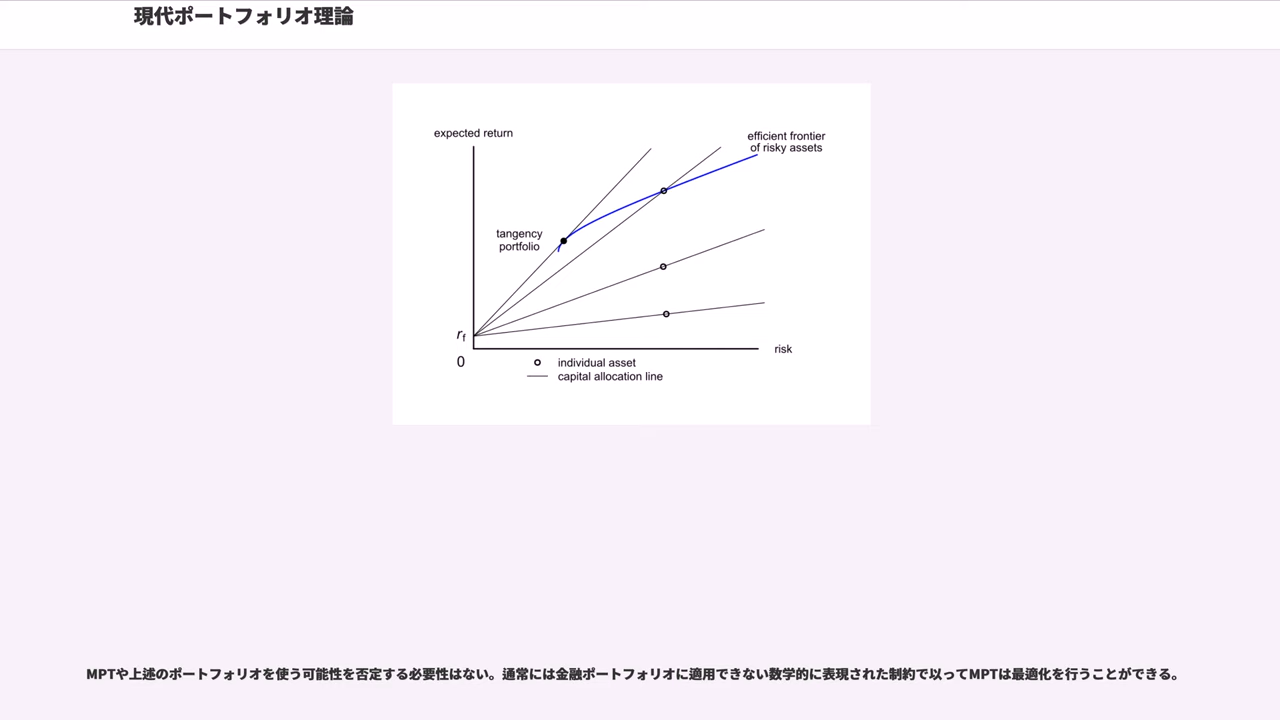 現代ポートフォリオ理論
expected return
efficient frontier
of risky assets
tangency
portfolio
rf
0
risk
individual asset
capital allocation line
MPTや上述のポートフォリオを使う可能性を否定する必要性はない。通常には金融ポートフォリオに適用できない数学的に表現された制約で以ってMPTは最適化を行うことができる。